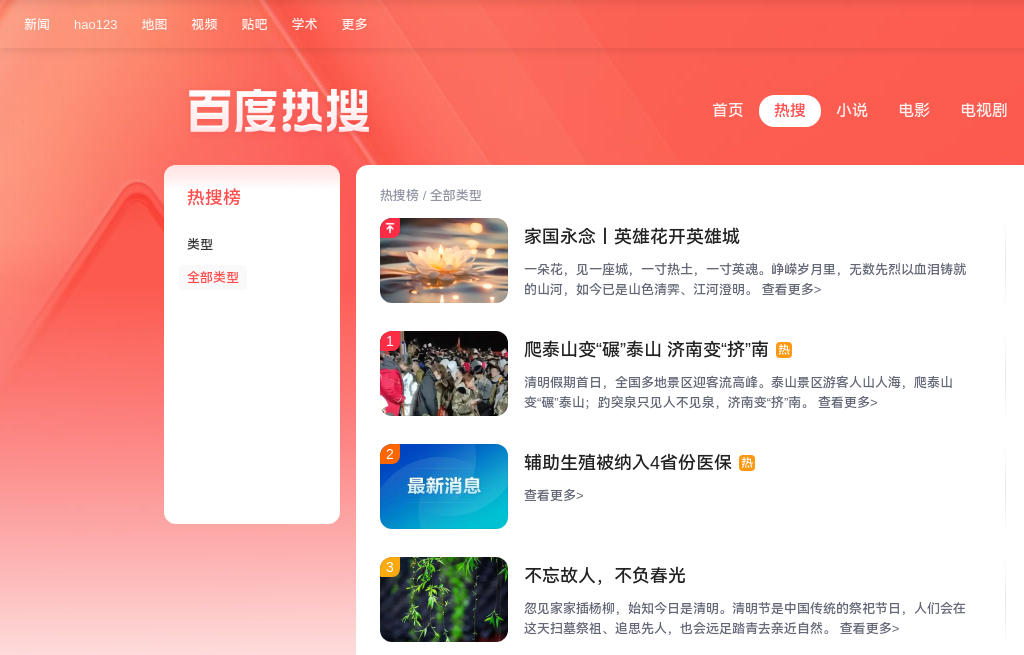 新闻 hao123 地图 视频 贴吧 学术 更多
百度热搜
首页 热搜 小说 电影 电视剧
热搜榜
类型
全部类型
热搜榜 / 全部类型
家国永念丨英雄花开英雄城
一朵花，见一座城，一寸热土，一寸英魂。峥嵘岁月里，无数先烈以血泪铸就
的山河，如今已是山色清霁、江河澄明。 查看更多>
1
爬泰山变“碾”泰山 济南变“挤”南 热
清明假期首日，全国多地景区迎客流高峰。泰山景区游客人山人海，爬泰山
变“碾”泰山；趵突泉只见人不见泉，济南变“挤”南。 查看更多>
2
最新消息
辅助生殖被纳入4省份医保 热
查看更多>
3
不忘故人，不负春光
忽见家家插杨柳，始知今日是清明。清明节是中国传统的祭祀节日，人们会在
这天扫墓祭祖、追思先人，也会远足踏青去亲近自然。 查看更多>